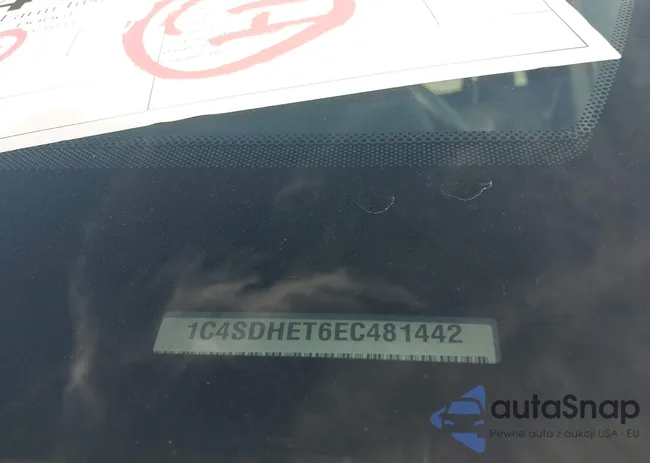 1C4SDHET6EC481442
autaSnap
Pewne auta z aukcji USA - EU